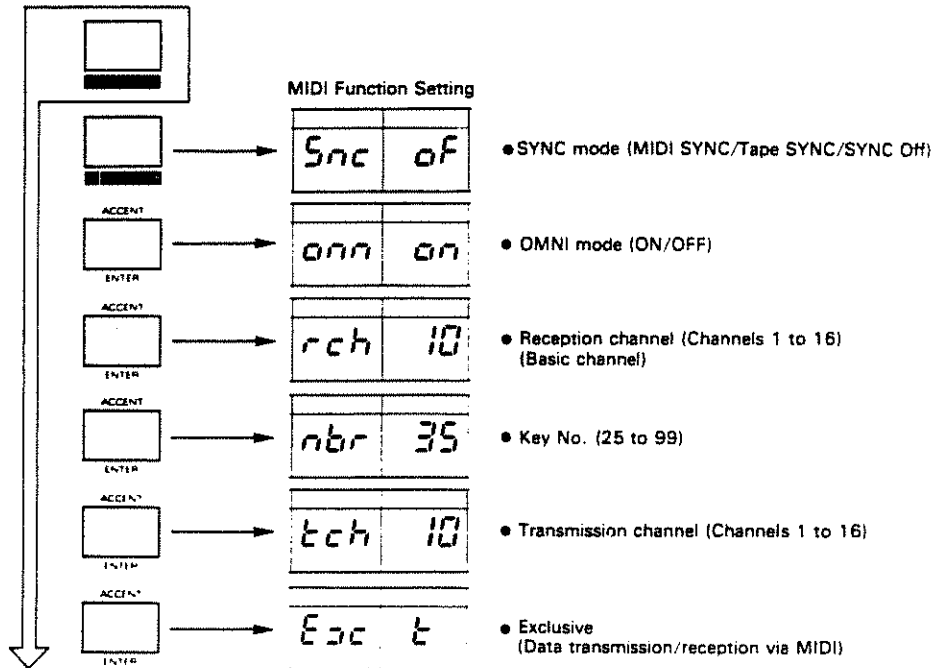 MIDI Function Setting
Snc oF
● SYNC mode (MIDI SYNC/Tape SYNC/SYNC Off)
ACCENT
onn on
● OMNI mode (ON/OFF)
ENTER
ACCENT
rch 10
● Reception channel (Channels 1 to 16)
(Basic channel)
ENTER
ACCENT
nbr 35
● Key No. (25 to 99)
ENTER
ACCENT
tch 10
● Transmission channel (Channels 1 to 16)
ENTER
ACCENT
Esc t
● Exclusive
(Data transmission/reception via MIDI)
ENTER